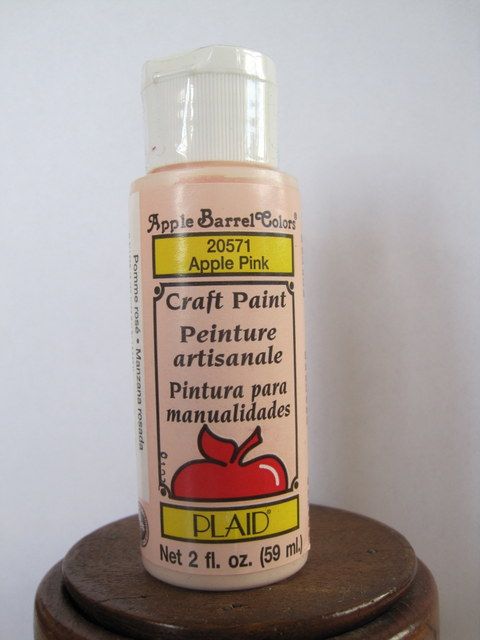 Apple Barrel Colors®
20571
Apple Pink
Craft Paint
Peinture
artisanale
Pintura para
manualidades
PLAID®
Net 2 fl. oz. (59 ml.)
Pomme rosé • Manzana rosada